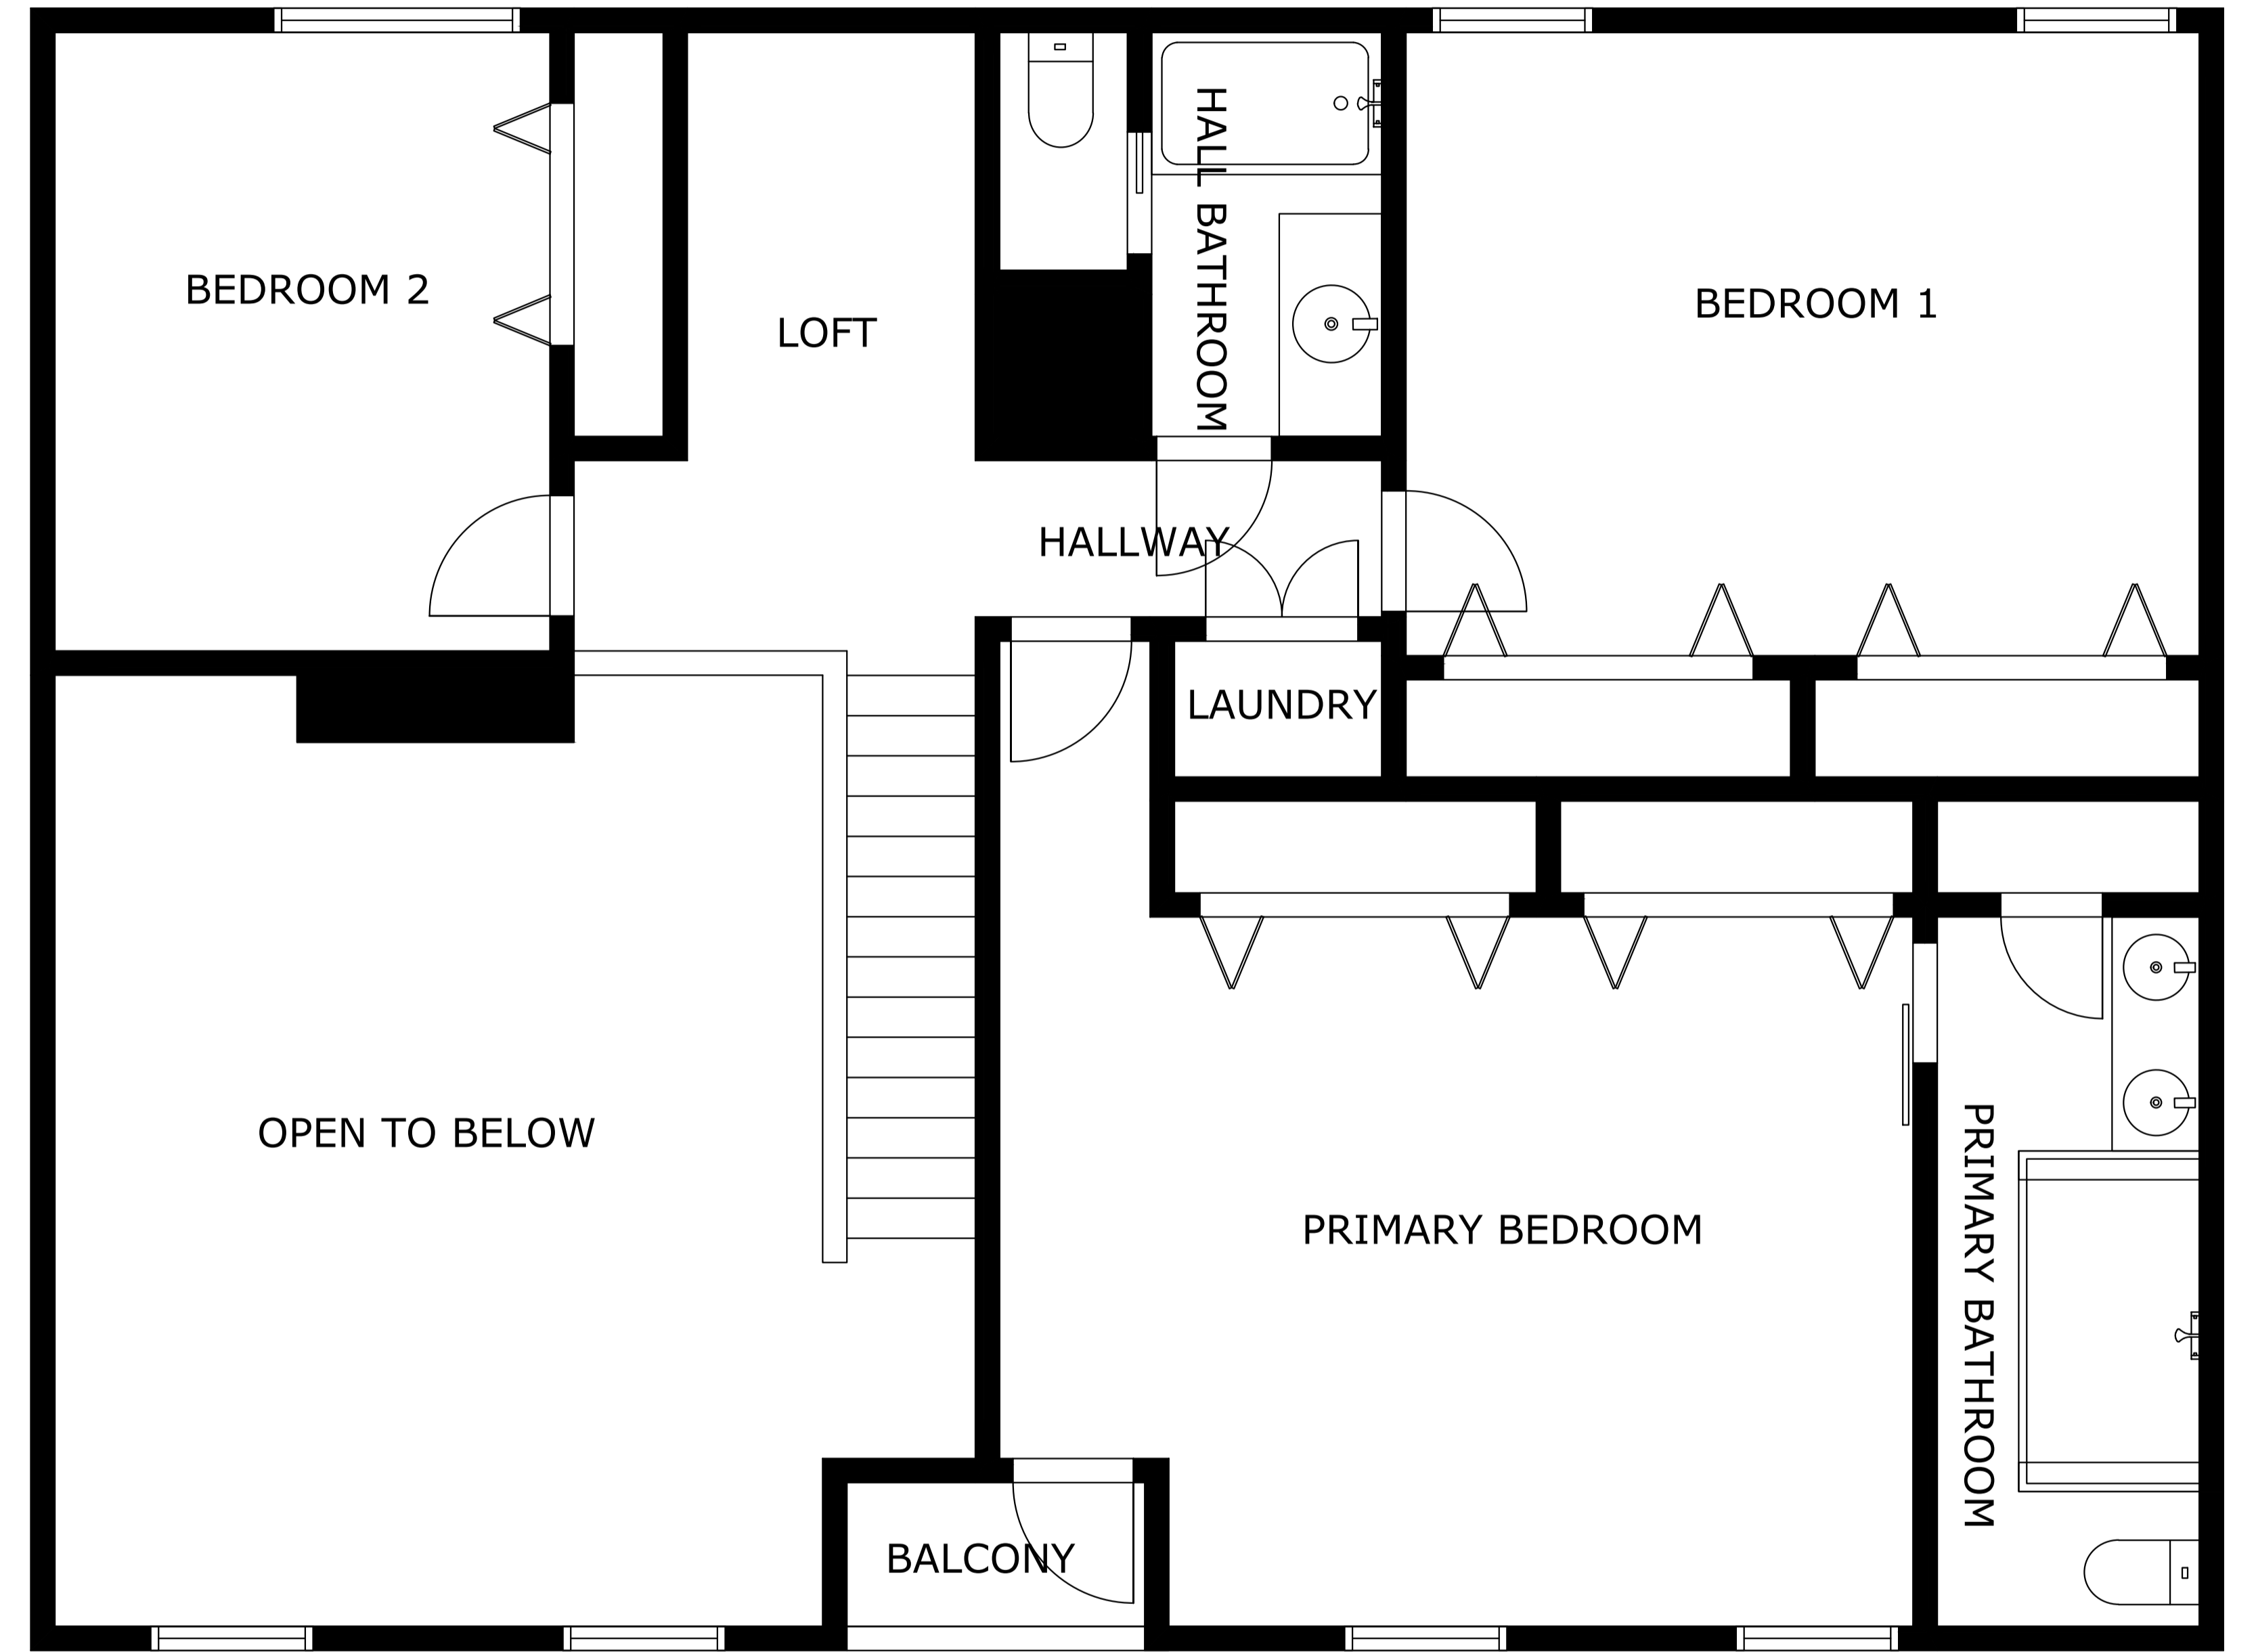 HALL BATHROOM
BEDROOM 2
BEDROOM 1
LOFT
HALLWAY
LAUNDRY
OPEN TO BELOW
PRIMARY BEDROOM
PRIMARY BATHROOM
BALCONY